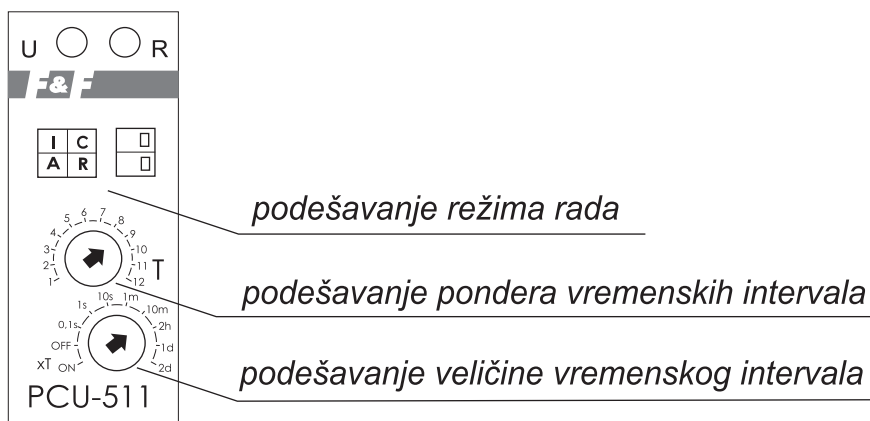 U R
F&F
I C
A R
podešavanje režima rada
1 2 3 4 5 6 7 8 9 10 11 12 T
podešavanje pondera vremenskih intervala
xT ON OFF 0,1s 1s 10s 1m 10m 2h 1d 2d
podešavanje veličine vremenskog intervala
PCU-511